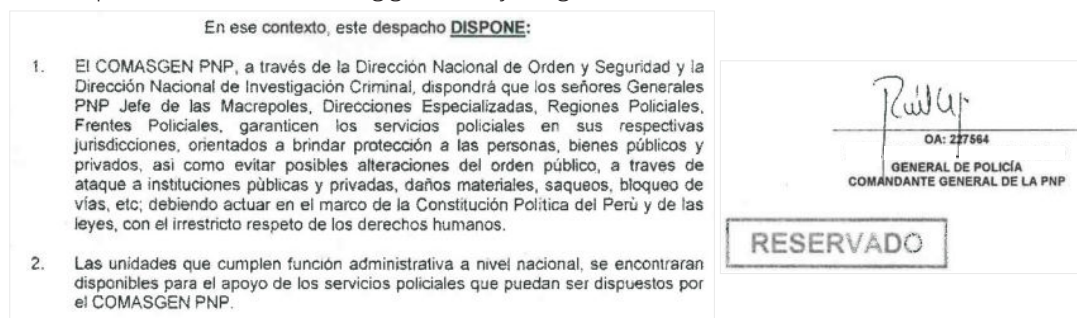 En ese contexto, este despacho DISPONE:
1. El COMASGEN PNP, a través de la Dirección Nacional de Orden y Seguridad y la
Dirección Nacional de Investigación Criminal, dispondrá que los señores Generales
PNP Jefe de las Macrepoles, Direcciones Especializadas, Regiones Policiales,
Frentes Policiales, garanticen los servicios policiales en sus respectivas
jurisdicciones, orientados a brindar protección a las personas, bienes públicos y
privados, asi como evitar posibles alteraciones del orden público, a traves de
ataque a instituciones pùblicas y privadas, daños materiales, saqueos, bloqueo de
vías, etc; debiendo actuar en el marco de la Constitución Politica del Perù y de las
leyes, con el irrestricto respeto de los derechos humanos.
2. Las unidades que cumplen función administrativa a nivel nacional, se encontraran
disponibles para el apoyo de los servicios policiales que puedan ser dispuestos por
el COMASGEN PNP.
OA: 227564
GENERAL DE POLICÍA
COMANDANTE GENERAL DE LA PNP
RESERVADO